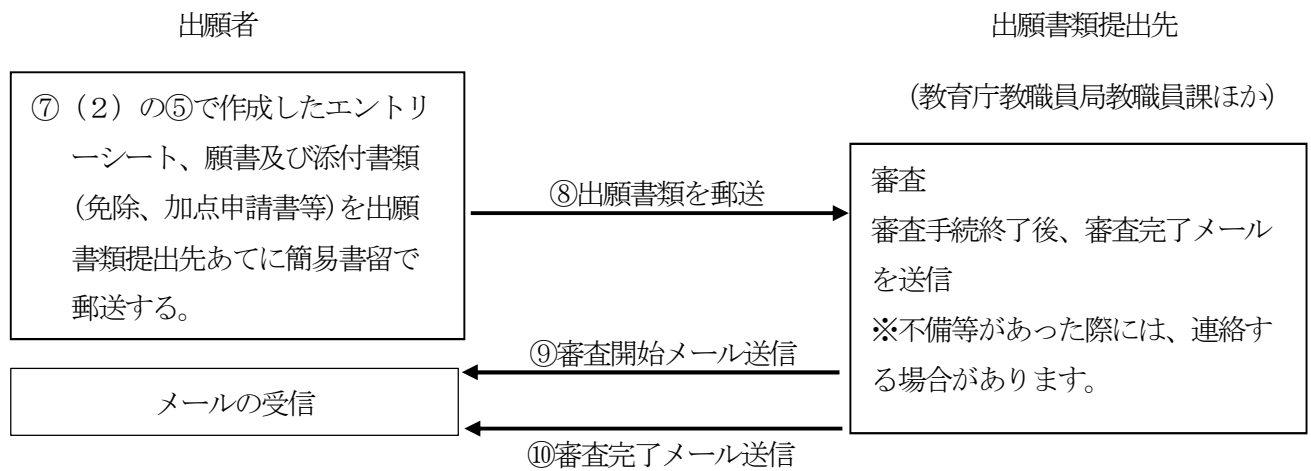 出願者
出願書類提出先
(教育庁教職員局教職員課ほか)
⑦（２）の⑤で作成したエントリ
ーシート、願書及び添付書類
(免除、加点申請書等)を出願
書類提出先あてに簡易書留で
郵送する。
⑧出願書類を郵送
審査
審査手続終了後、審査完了メール
を送信
※不備等があった際には、連絡す
る場合があります。
⑨審査開始メール送信
メールの受信
⑩審査完了メール送信